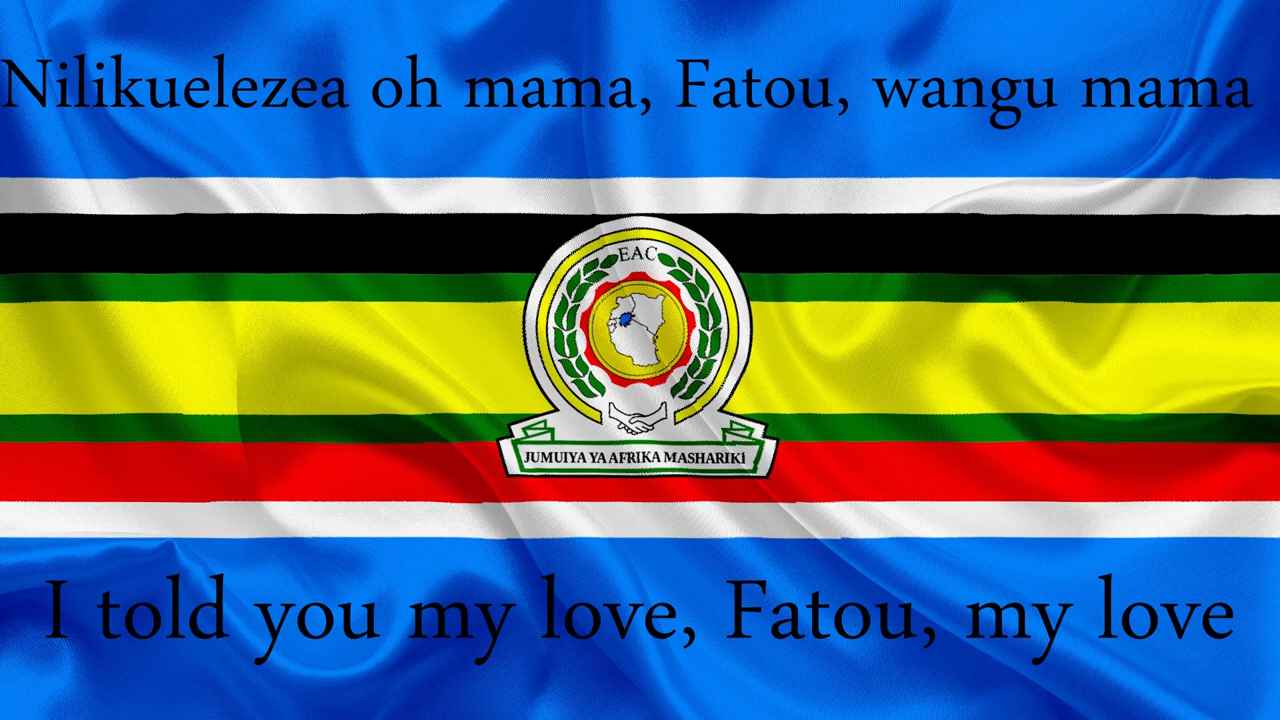 Nilikuelezea oh mama, Fatou, wangu mama
EAC
JUMUIYA YA AFRIKA MASHARIKI
I told you my love, Fatou, my love